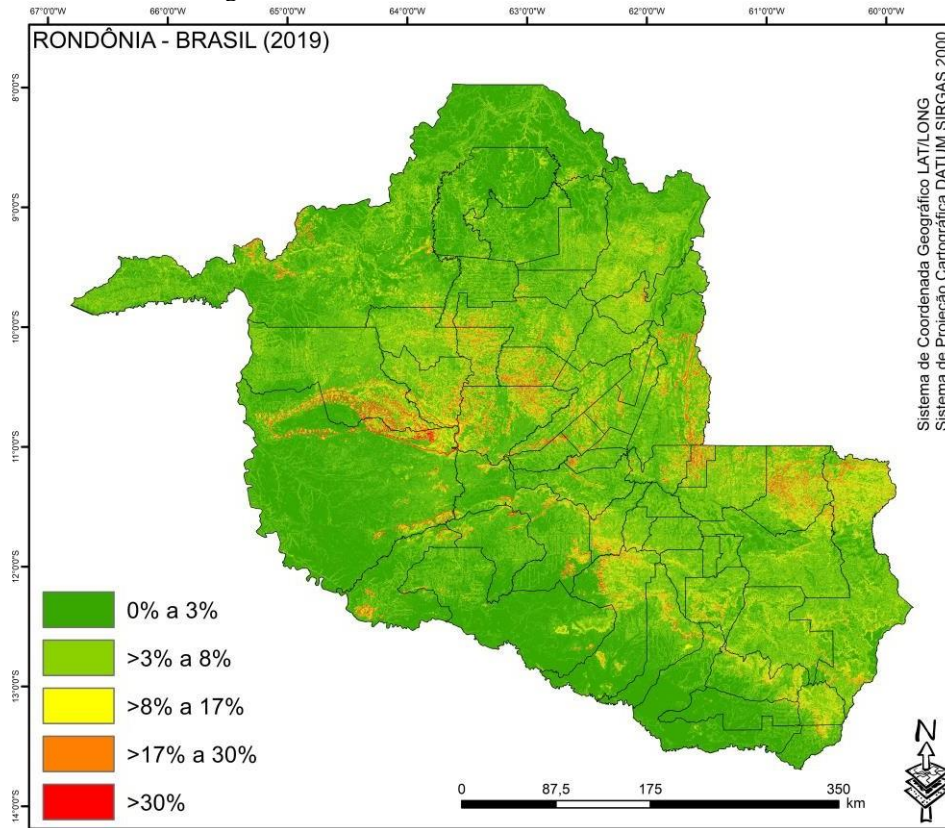 67°0'0"W 66°0'0"W 65°0'0"W 64°0'0"W 63°0'0"W 62°0'0"W 61°0'0"W 60°0'0"W
RONDÔNIA - BRASIL (2019)
8°0'0"S
9°0'0"S
10°0'0"S
11°0'0"S
12°0'0"S
13°0'0"S
14°0'0"S
Sistema de Coordenada Geográfico LAT/LONG
Sistema de Projeção Cartográfica DATUM SIRGAS 2000
0% a 3%
>3% a 8%
>8% a 17%
>17% a 30%
>30%
0 87,5 175 350
km
N